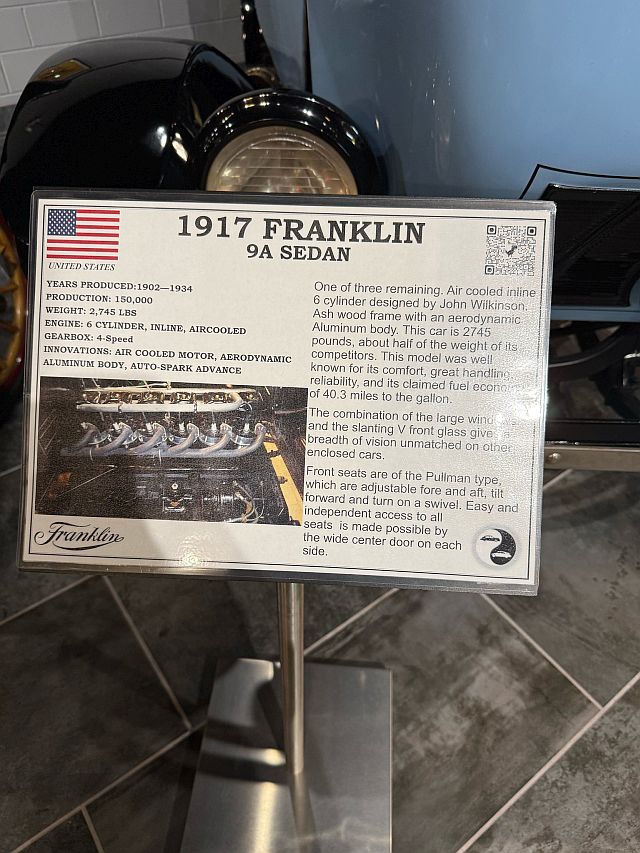 1917 FRANKLIN
9A SEDAN
UNITED STATES
YEARS PRODUCED:1902—1934
PRODUCTION: 150,000
WEIGHT: 2,745 LBS
ENGINE: 6 CYLINDER, INLINE, AIRCOOLED
GEARBOX: 4-Speed
INNOVATIONS: AIR COOLED MOTOR, AERODYNAMIC
ALUMINUM BODY, AUTO-SPARK ADVANCE
Franklin
One of three remaining. Air cooled inline
6 cylinder designed by John Wilkinson.
Ash wood frame with an aerodynamic
Aluminum body. This car is 2745
pounds, about half of the weight of its
competitors. This model was well
known for its comfort, great handling,
reliability, and its claimed fuel economy
of 40.3 miles to the gallon.
The combination of the large windows
and the slanting V front glass give a
breadth of vision unmatched on other
enclosed cars.
Front seats are of the Pullman type,
which are adjustable fore and aft, tilt
forward and turn on a swivel. Easy and
independent access to all
seats is made possible by
the wide center door on each
side.